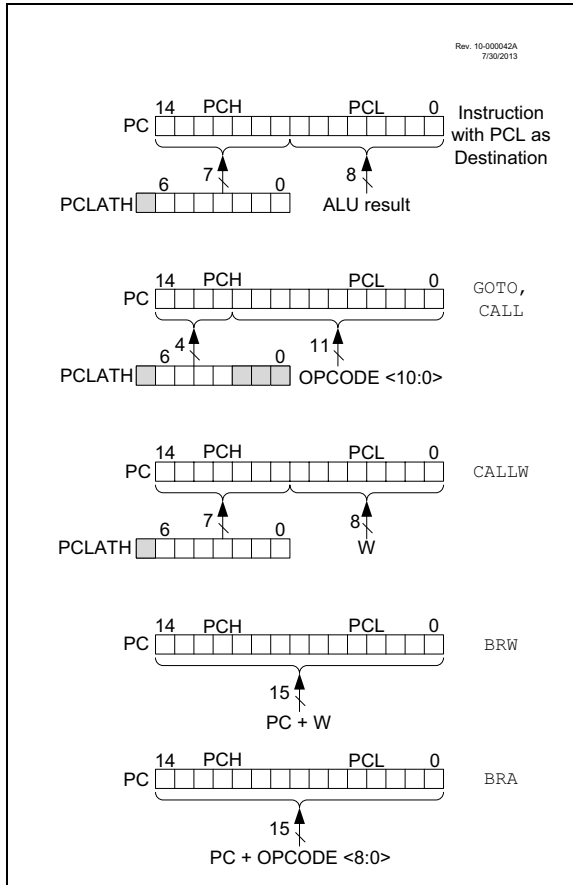 Rev. 10-000042A
7/30/2013
14 PCH PCL 0
PC
Instruction
with PCL as
Destination
7 8
6 0
PCLATH
ALU result
14 PCH PCL 0
PC
GOTO,
CALL
4 11
6 0
PCLATH
OPCODE <10:0>
14 PCH PCL 0
PC
CALLW
7 8
6 0
PCLATH
W
14 PCH PCL 0
PC
BRW
15
PC + W
14 PCH PCL 0
PC
BRA
15
PC + OPCODE <8:0>